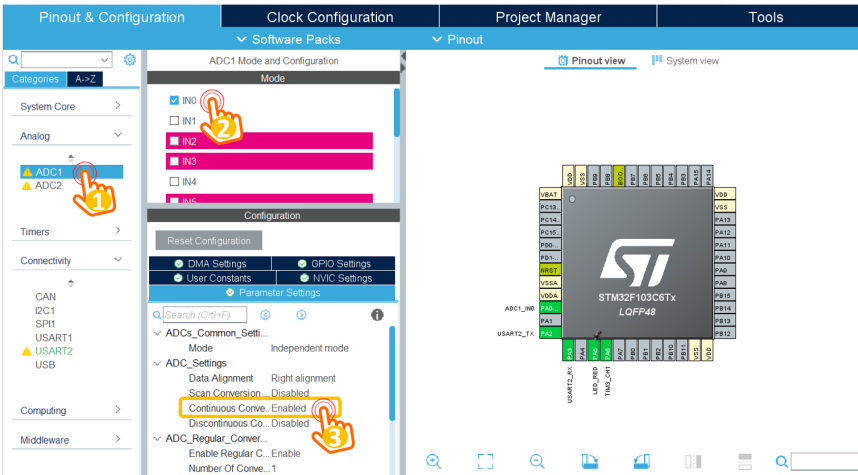 Pinout & Configuration
Clock Configuration
Project Manager
Tools
Software Packs
Pinout
ADC1 Mode and Configuration
Pinout view
System view
Categories
A->Z
Mode
System Core
Analog
ADC1
ADC2
Timers
Connectivity
CAN
I2C1
SPI1
USART1
USART2
USB
Computing
Middleware
1
IN0
IN1
2
IN2
IN3
IN4
IN5
Configuration
Reset Configuration
DMA Settings
GPIO Settings
User Constants
NVIC Settings
Parameter Settings
Search (Crtl+F)
ADCs_Common_Setti...
Mode Independent mode
ADC_Settings
Data Alignment Right alignment
Scan Conversion ... Disabled
Continuous Conve.. Enabled
Discontinuous Co... Disabled
3
ADC_Regular_Conver...
Enable Regular C... Enable
Number Of Conve... 1
VDD
VSS
PB9
PB8
BOO..
PB7
PB6
PB5
PB4
PB3
PA15
PA14
VBAT
PC13..
PC14..
PC15..
PD0-..
PD1-..
NRST
VSSA
VDDA
ADC1_IN0 PA0-..
PA1
USART2_TX PA2
VDD
VSS
PA13
PA12
PA11
PA10
PA9
PA8
PB15
PB14
PB13
PB12
STM32F103C6Tx
LQFP48
PA3
PA4
PA5
PA6
PA7
PB0
PB1
PB2
PB10
PB11
VSS
VDD
USART2_RX
LED_RED
TIM3_CH1